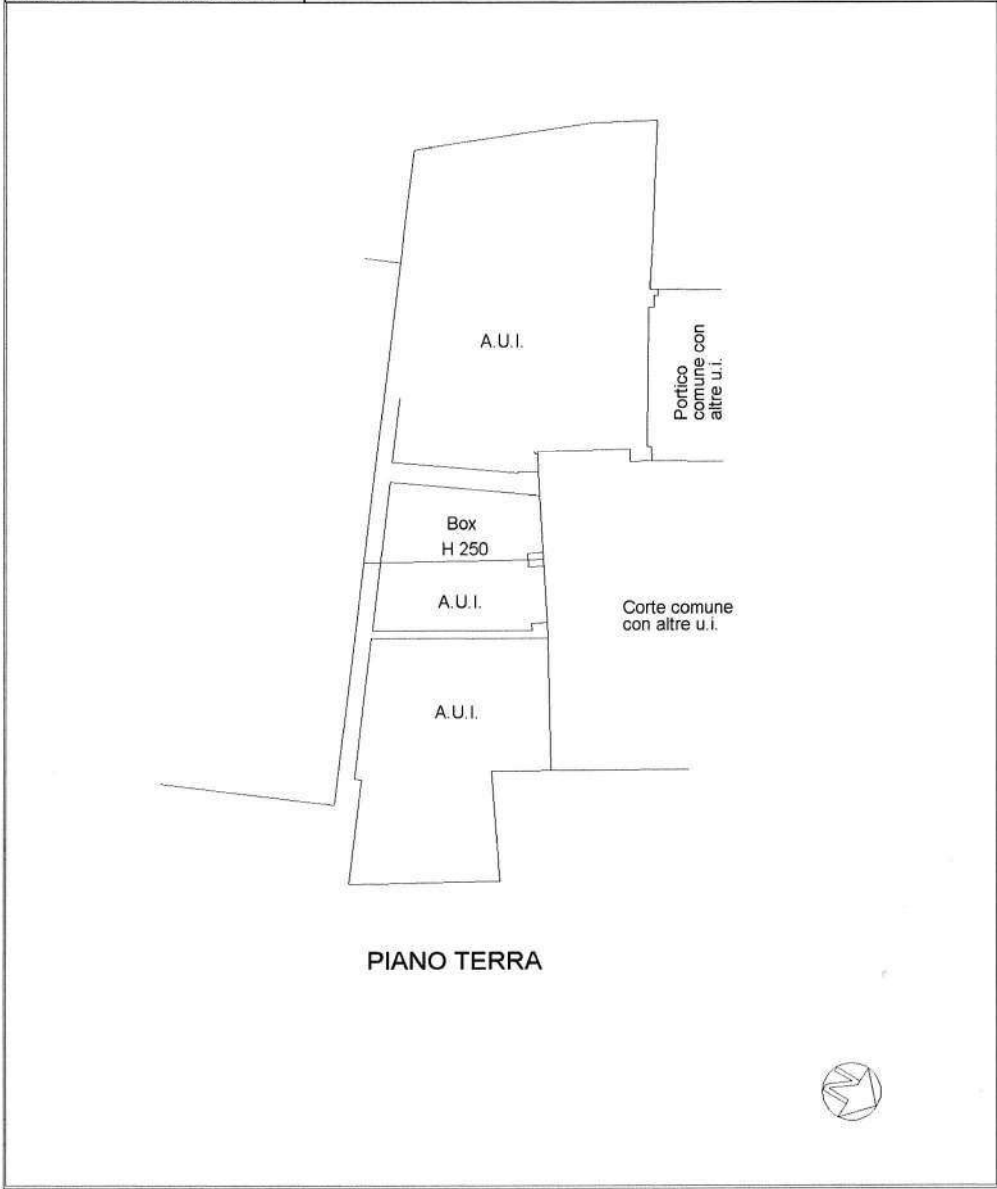 A.U.I.
Portico
comune con
altre u.i.
Box
H 250
A.U.I.
Corte comune
con altre u.i.
A.U.I.
PIANO TERRA
N